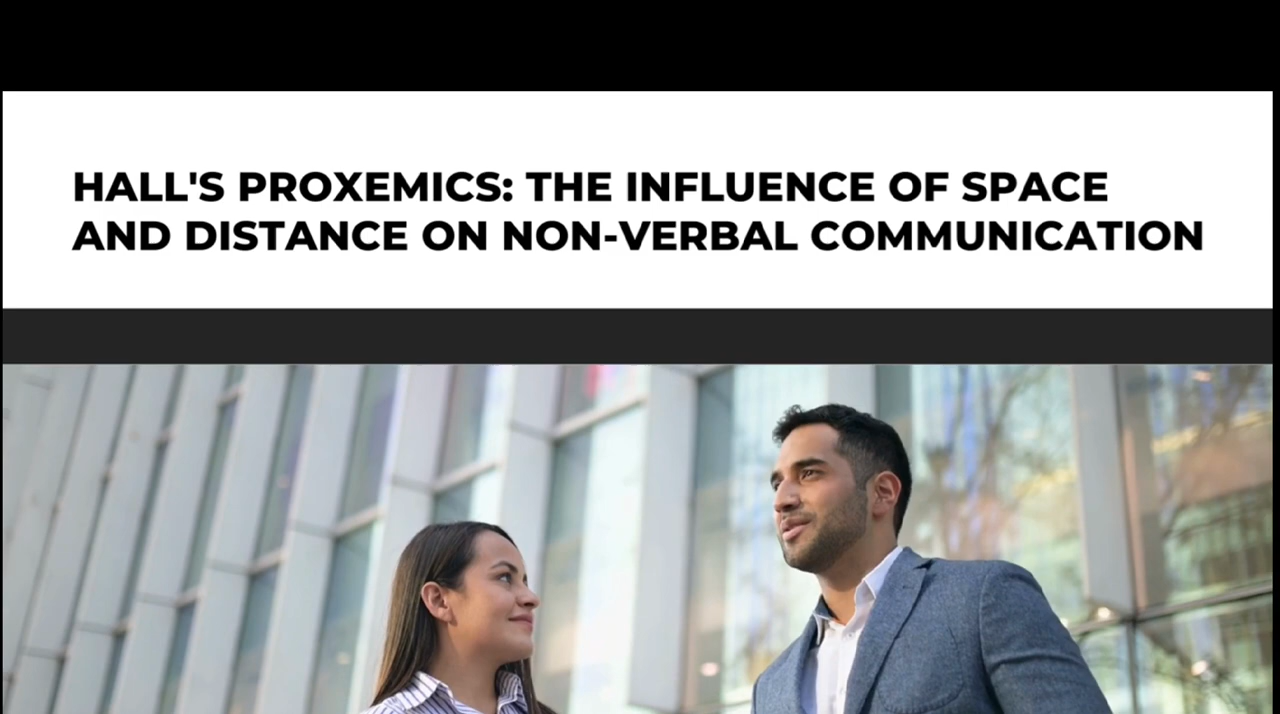 HALL'S PROXEMICS: THE INFLUENCE OF SPACE
AND DISTANCE ON NON-VERBAL COMMUNICATION